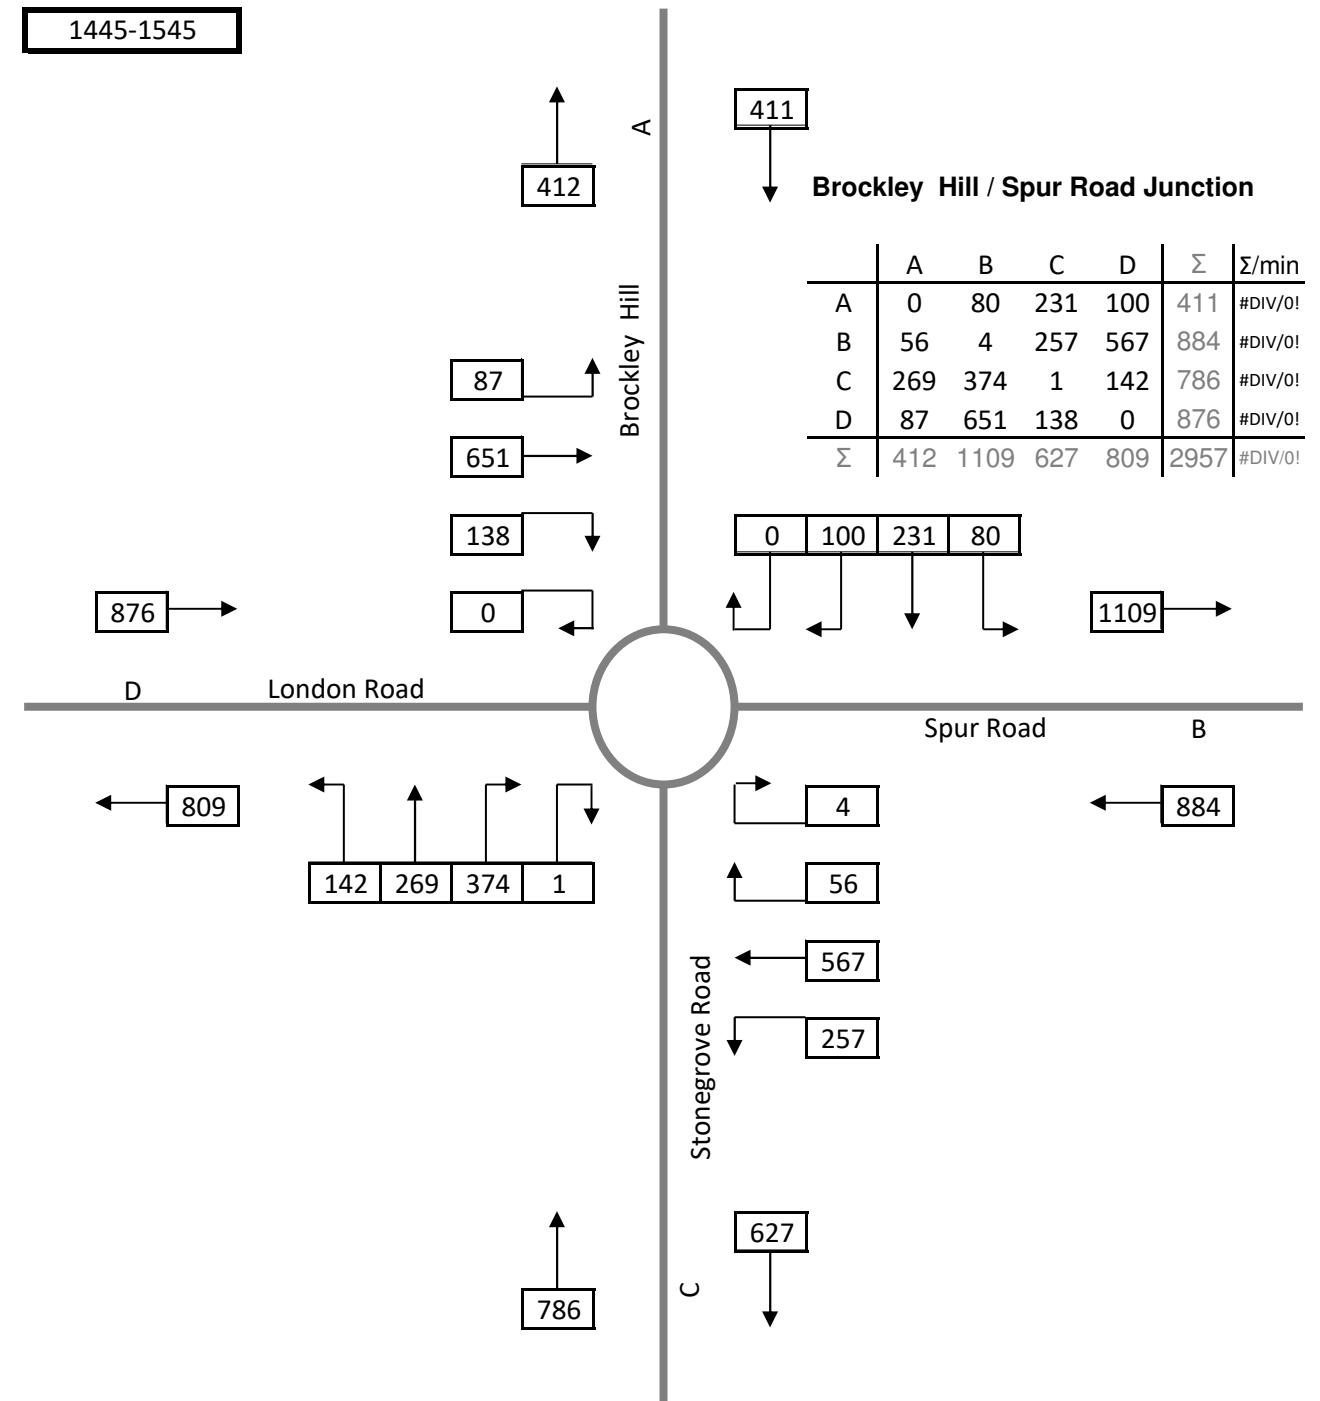 1445-1545
A
411
412
Brockley Hill / Spur Road Junction
A B C D Σ Σ/min
A 0 80 231 100 411 #DIV/0!
B 56 4 257 567 884 #DIV/0!
C 269 374 1 142 786 #DIV/0!
D 87 651 138 0 876 #DIV/0!
Σ 412 1109 627 809 2957 #DIV/0!
Brockley Hill
87
651
138
0
0 100 231 80
876
1109
D
London Road
Spur Road
B
809
142 269 374 1
4
884
56
567
257
Stonegrove Road
627
C
786